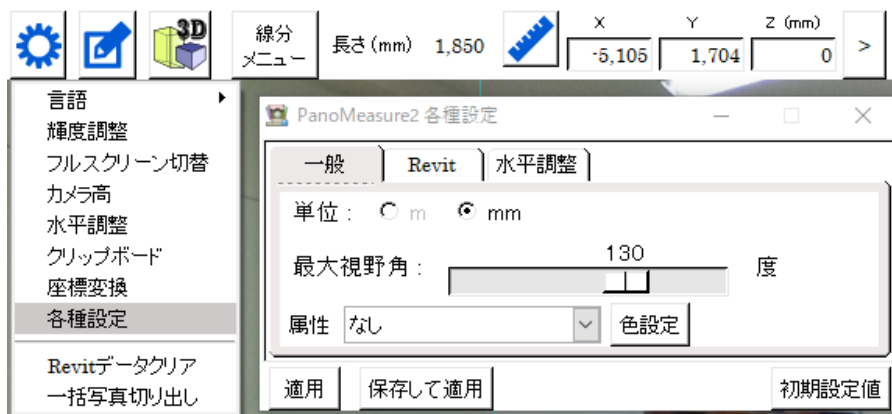 3D
線分
メニュー
長さ(mm) 1,850
X Y Z (mm)
-5,105 1,704 0 >
言語
輝度調整
フルスクリーン切替
カメラ高
水平調整
クリップボード
座標変換
各種設定
Revitデータクリア
一括写真切り出し
PanoMeasure2 各種設定
一般 Revit 水平調整
単位: m mm
130
最大視野角: 度
属性 なし 色設定
適用 保存して適用 初期設定値